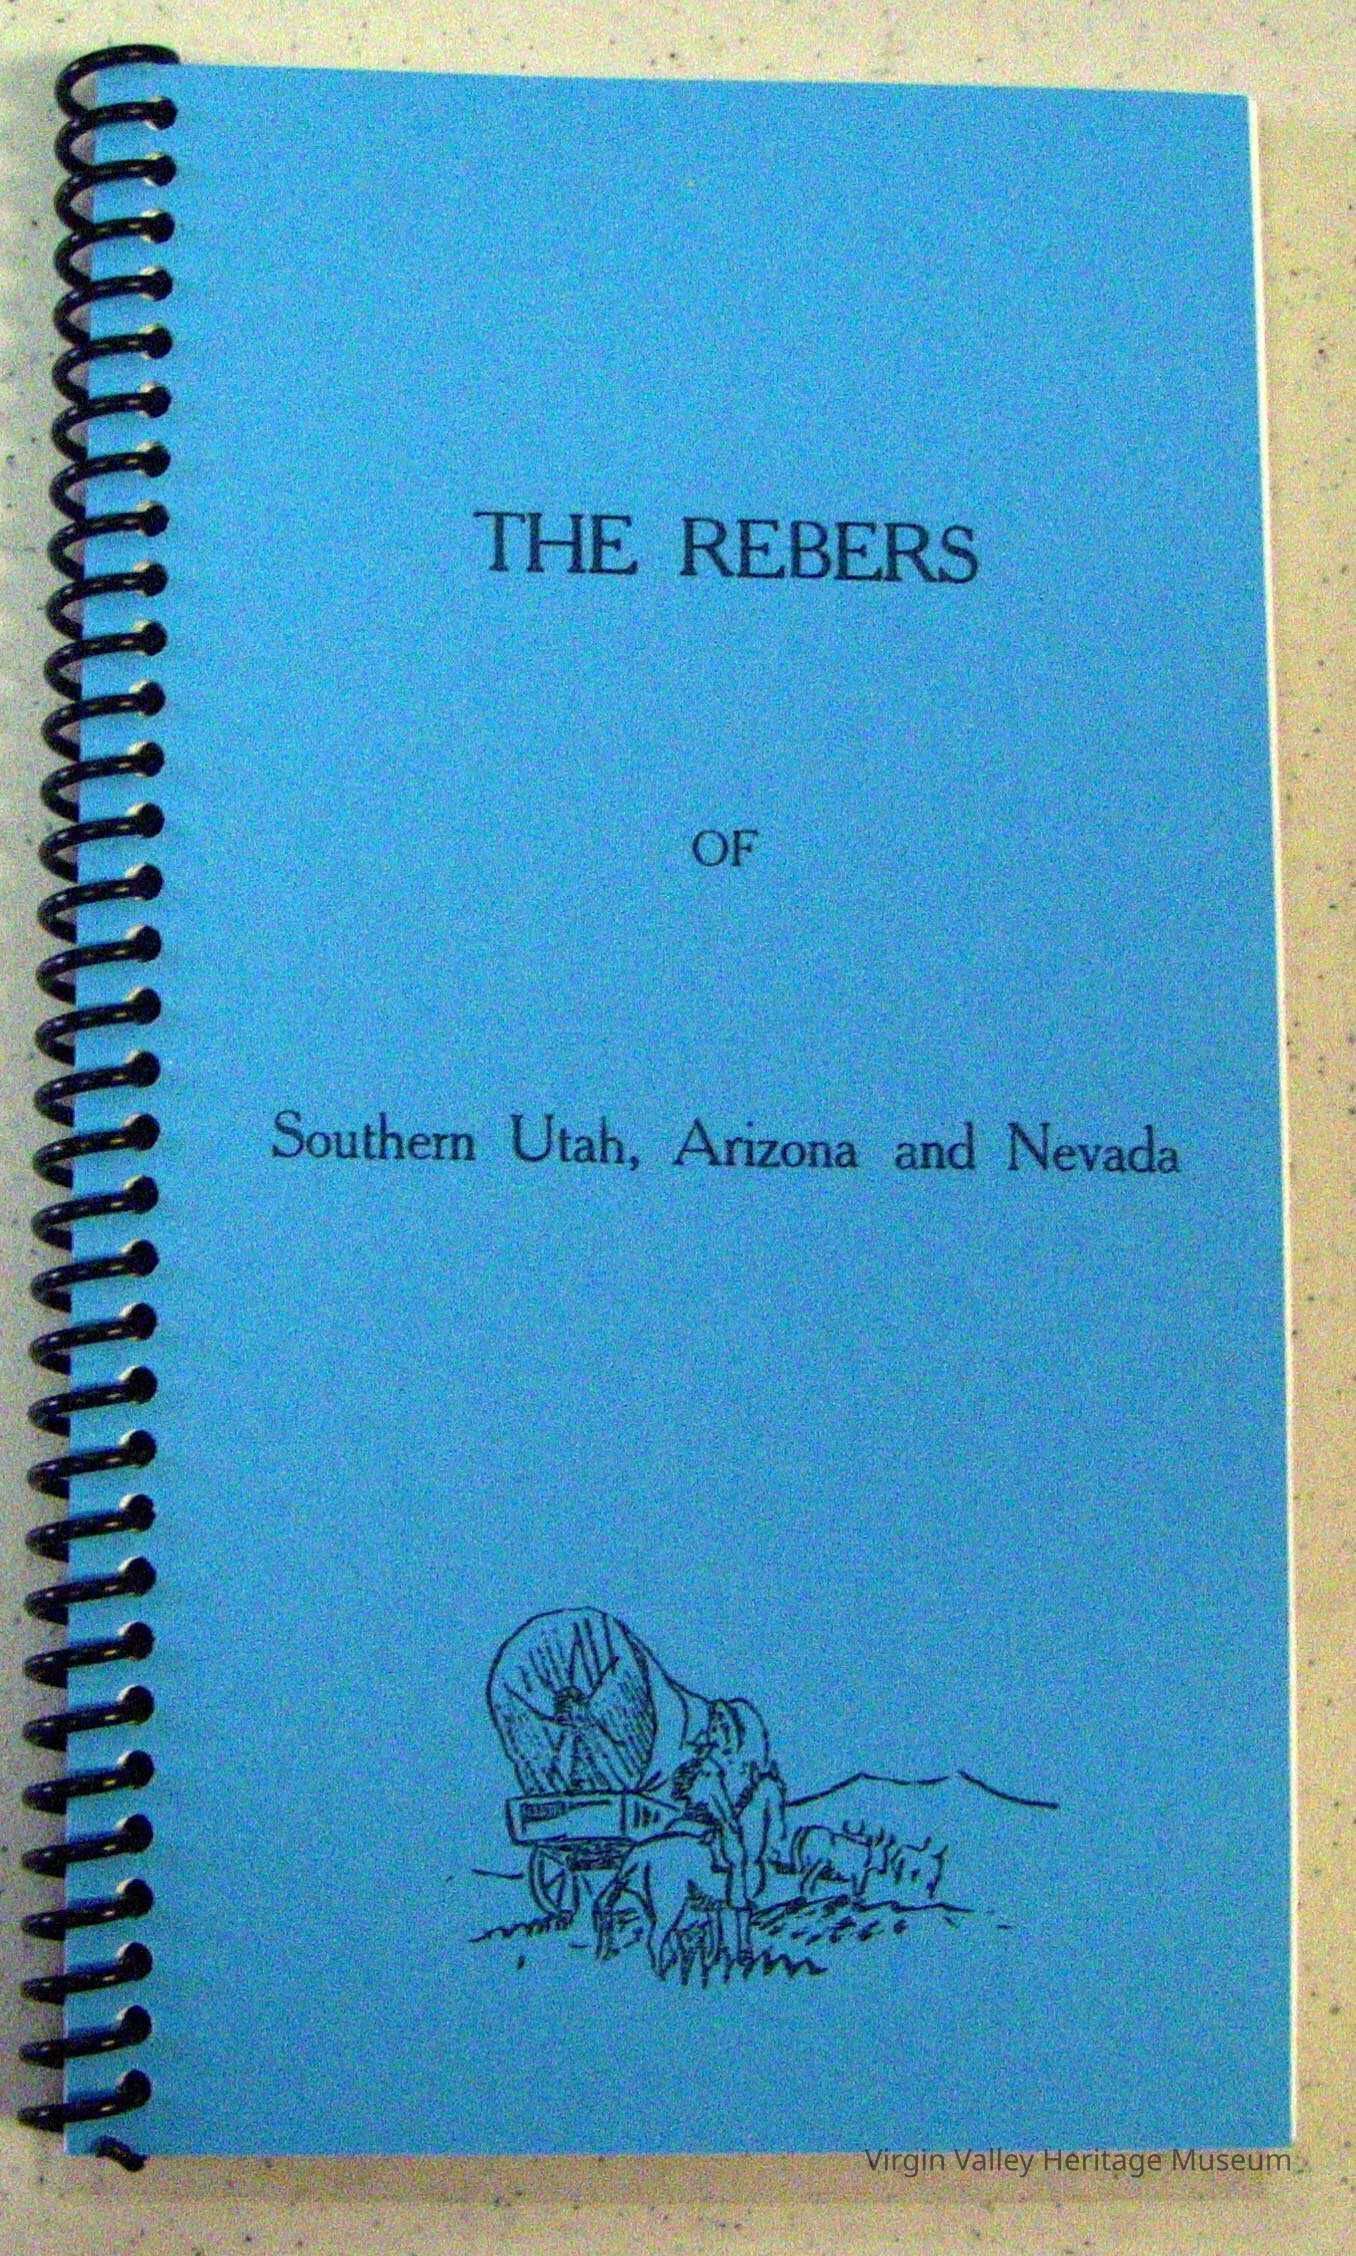 THE REBERS
OF
Southern Utah, Arizona and Nevada
Virgin Valley Heritage Museum